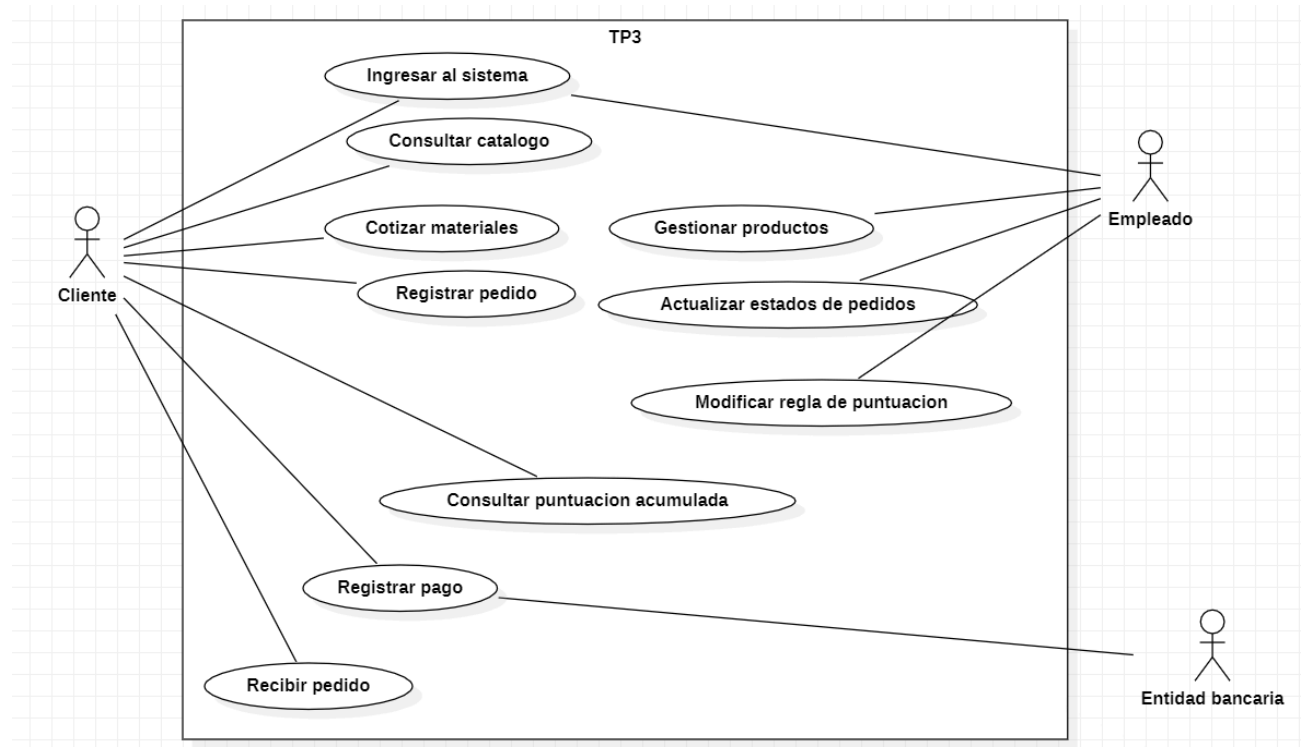 TP3
Ingresar al sistema
Consultar catalogo
Cotizar materiales
Gestionar productos
Empleado
Registrar pedido
Cliente
Actualizar estados de pedidos
Modificar regla de puntuacion
Consultar puntuacion acumulada
Registrar pago
Recibir pedido
Entidad bancaria